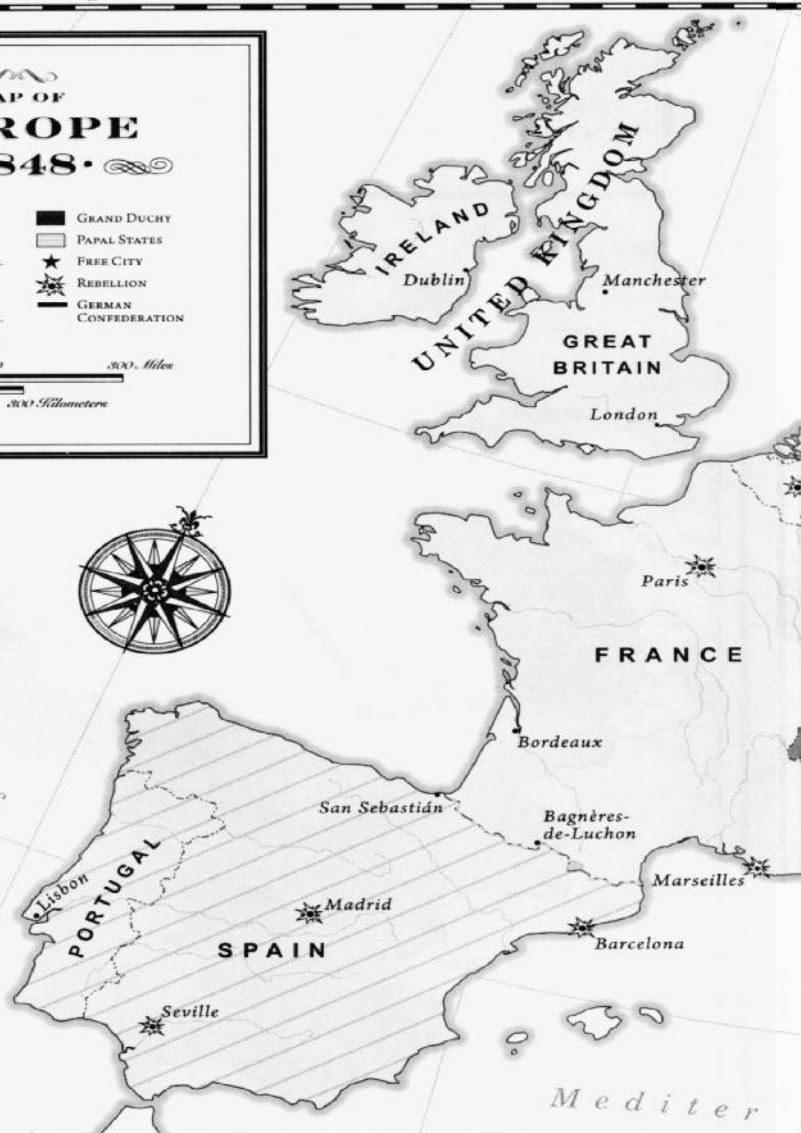 AP OF
ROPE
848·
GRAND DUCHY
PAPAL STATES
FREE CITY
REBELLION
GERMAN
CONFEDERATION
0
300 Miles
300 Kilometers
UNITED KINGDOM
IRELAND
Dublin
Manchester
GREAT
BRITAIN
London
Paris
FRANCE
Bordeaux
San Sebastián
Bagnères-
de-Luchon
Marseilles
Lisbon
PORTUGAL
Madrid
SPAIN
Barcelona
Seville
Mediter